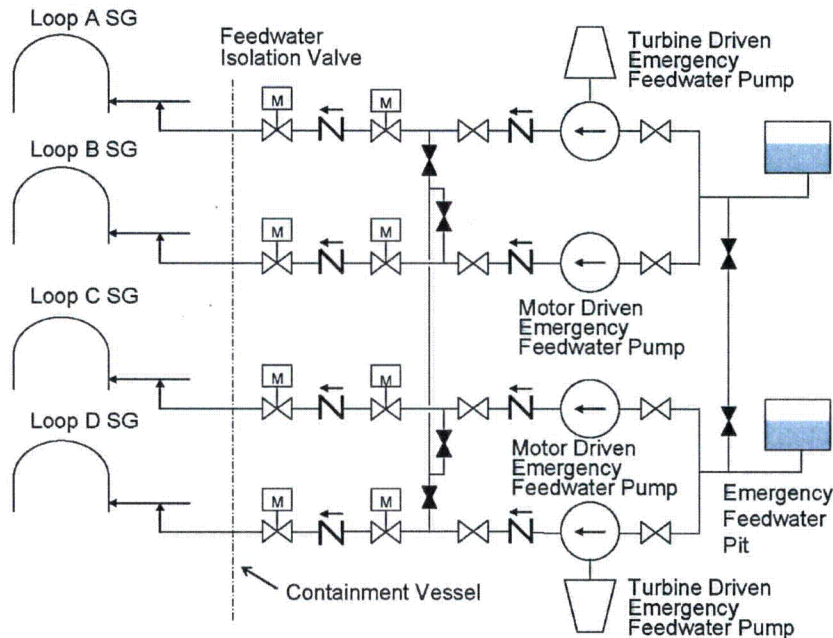 Loop A SG
Feedwater
Isolation Valve
Turbine Driven
Emergency
Feedwater Pump
M
M
Loop B SG
M
M
Motor Driven
Emergency
Feedwater Pump
Loop C SG
M
M
Motor Driven
Emergency
Feedwater Pump
Loop D SG
M
M
Emergency
Feedwater
Pit
Containment Vessel
Turbine Driven
Emergency
Feedwater Pump